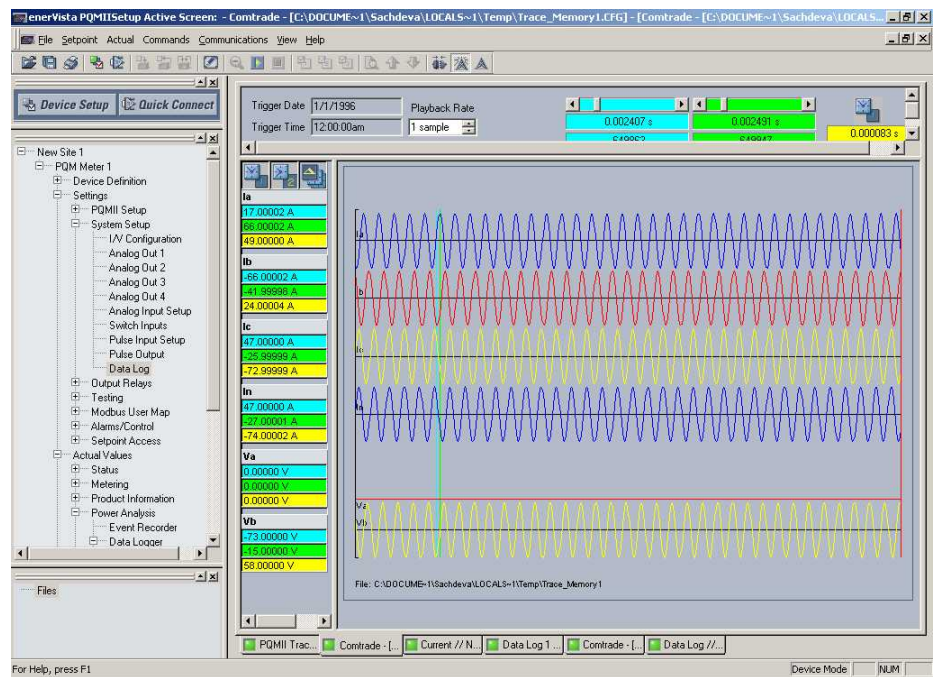 enerVista PQMIISetup Active Screen: - Comtrade - [C:\DOCUME~1\Sachdeva\LOCALS~1\Temp\Trace_Memory1.CFG] - [Comtrade - [C:\DOCUME~1\Sachdeva\LOCALS...
File Setpoint Actual Commands Communications View Help
Device Setup Quick Connect
New Site 1
PQM Meter 1
Device Definition
Settings
PQMII Setup
System Setup
I/V Configuration
Analog Out 1
Analog Out 2
Analog Out 3
Analog Out 4
Analog Input Setup
Switch Inputs
Pulse Input Setup
Pulse Output
Data Log
Output Relays
Testing
Modbus User Map
Alarms/Control
Setpoint Access
Actual Values
Status
Metering
Product Information
Power Analysis
Event Recorder
Data Logger
Files
Trigger Date 1/1/1996
Trigger Time 12:00:00am
Playback Rate
1 sample
0.002407 s
0.002491 s
0.000083 s
Ia
17.00002 A
66.00002 A
49.00000 A
Ib
-66.00002 A
-41.99998 A
24.00004 A
Ic
47.00000 A
-25.99999 A
-72.99999 A
In
47.00000 A
-27.00001 A
-74.00002 A
Va
0.00000 V
0.00000 V
0.00000 V
Vb
-73.00000 V
-15.00000 V
58.00000 V
Ia
Ib
Ic
In
Va
Vb
File: C:\DOCUME~1\Sachdeva\LOCALS~1\Temp\Trace_Memory1
PQMII Trac...
Comtrade - [...
Current // N...
Data Log 1 ...
Comtrade - [...
Data Log //...
For Help, press F1
Device Mode
NUM